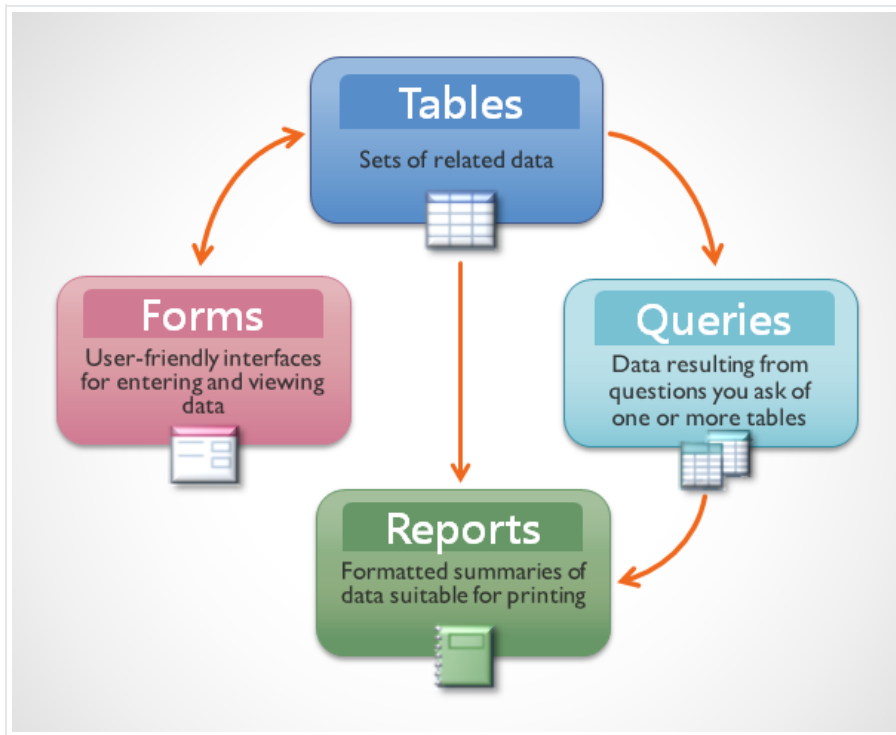 Tables
Sets of related data
Forms
User-friendly interfaces
for entering and viewing
data
Queries
Data resulting from
questions you ask of
one or more tables
Reports
Formatted summaries of
data suitable for printing